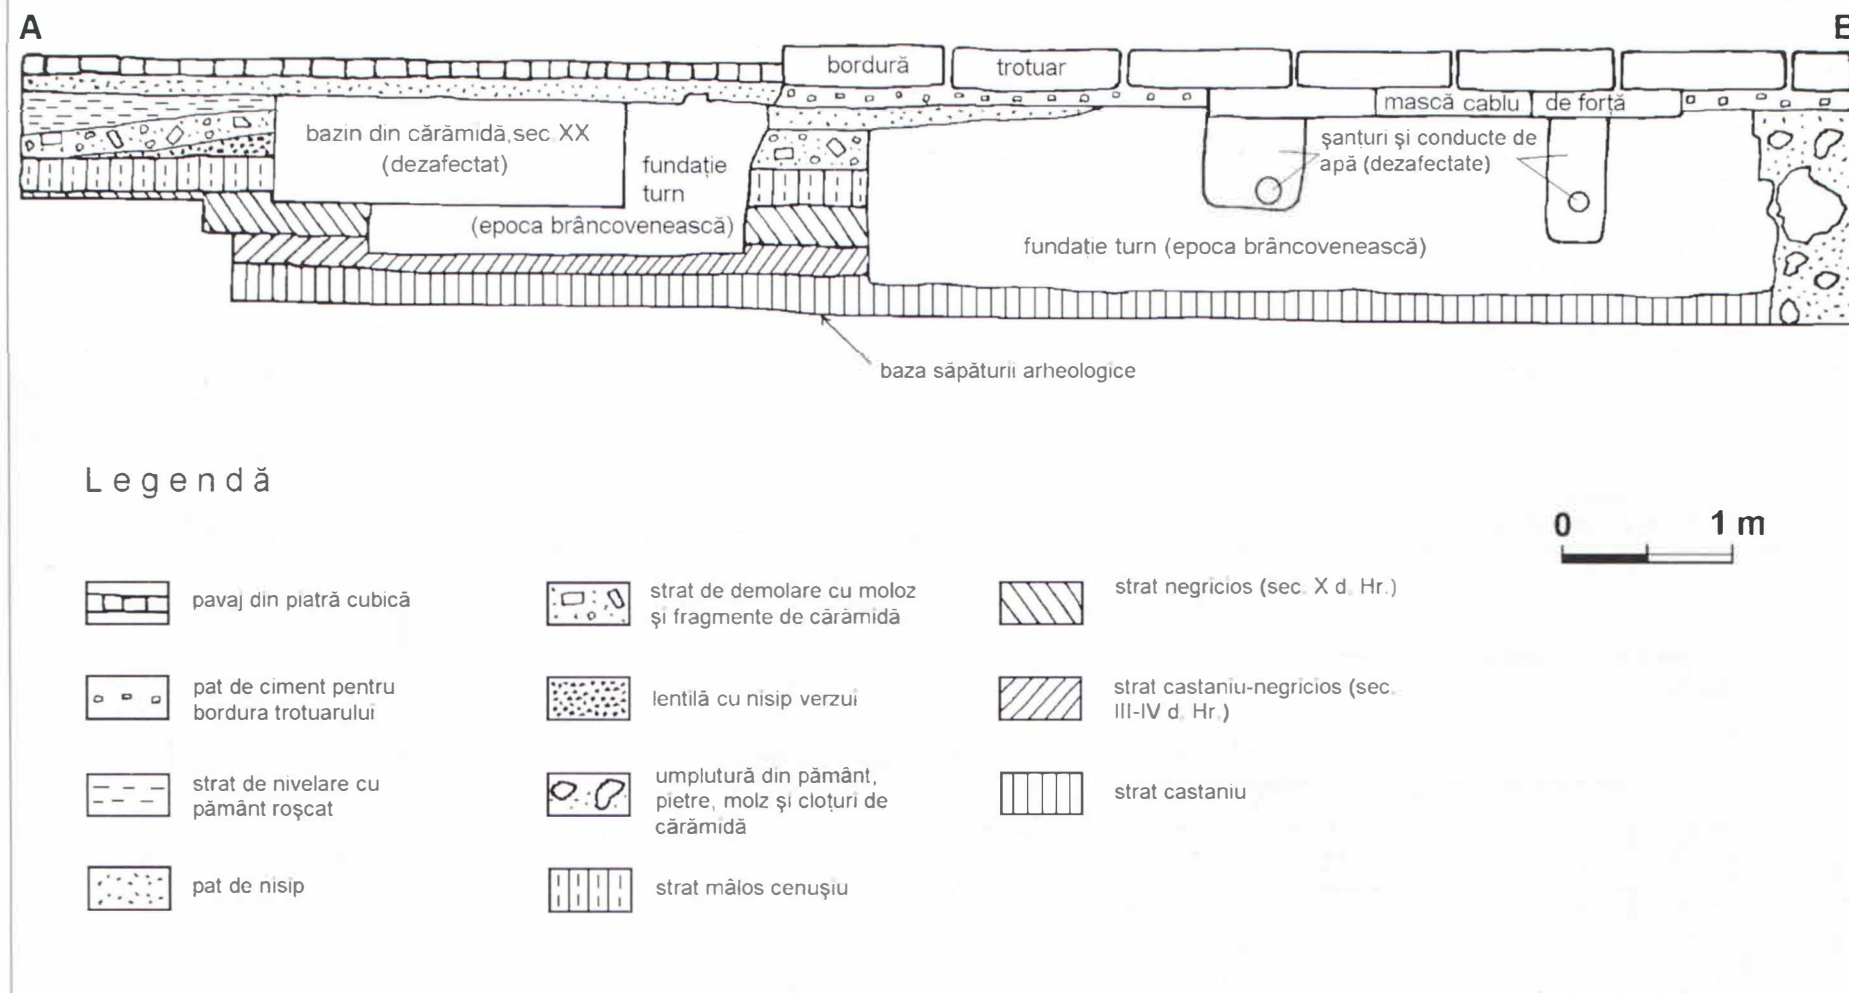 A
B
bordură
trotuar
mască cablu
de forță
bazin din cărămidă, sec. XX
(dezafectat)
fundație
turn
(epoca brâncovenească)
șanțuri și conducte de
apă (dezafectate)
fundație turn (epoca brâncovenească)
baza săpăturii arheologice
Legendă
0 1 m
pavaj din piatră cubică
pat de ciment pentru
bordura trotuarului
strat de nivelare cu
pământ roșcat
pat de nisip
strat de demolare cu moloz
și fragmente de cărămidă
lentilă cu nisip verzui
umplutură din pământ,
pietre, molz și cloțuri de
cărămidă
strat mâlos cenușiu
strat negricios (sec. X d. Hr.)
strat castaniu-negricios (sec.
III-IV d. Hr.)
strat castaniu